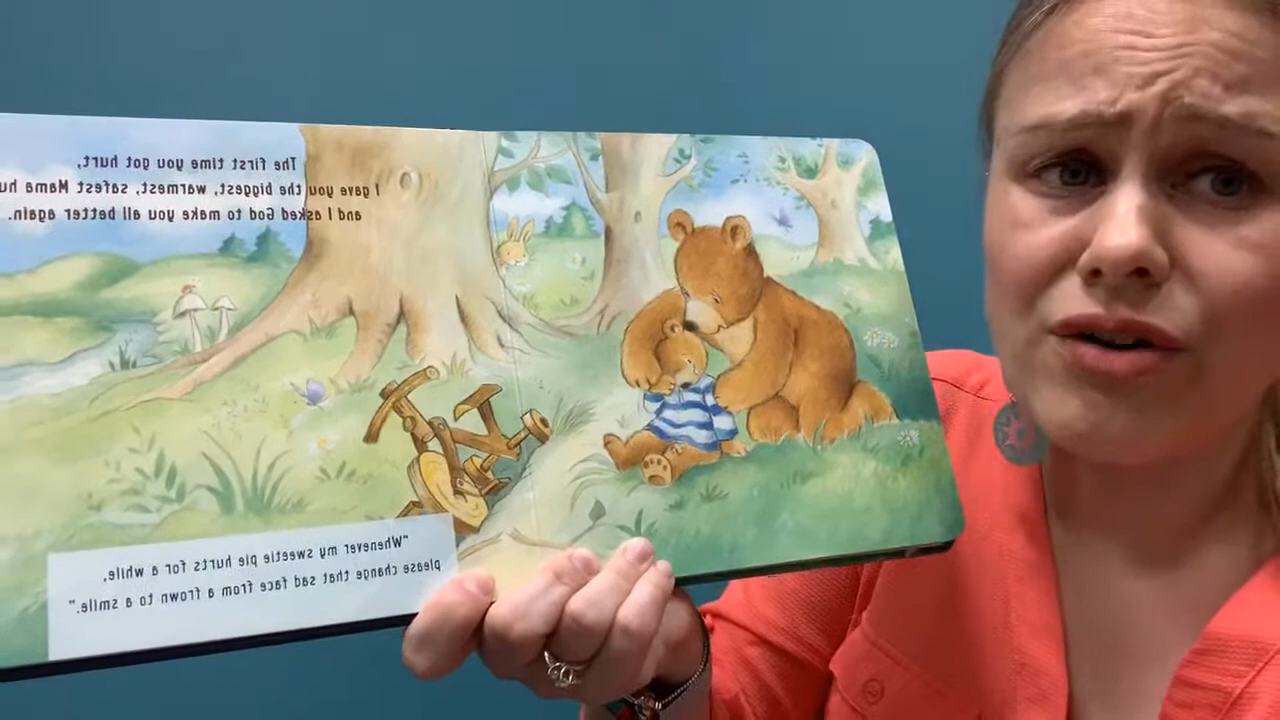 The first time you got hurt,
I gave you the biggest, warmest, safest Mama
and I asked God to make you all better again.
"Whenever my sweetie pie hurts for a while,
please change that sad face from a frown to a smile."